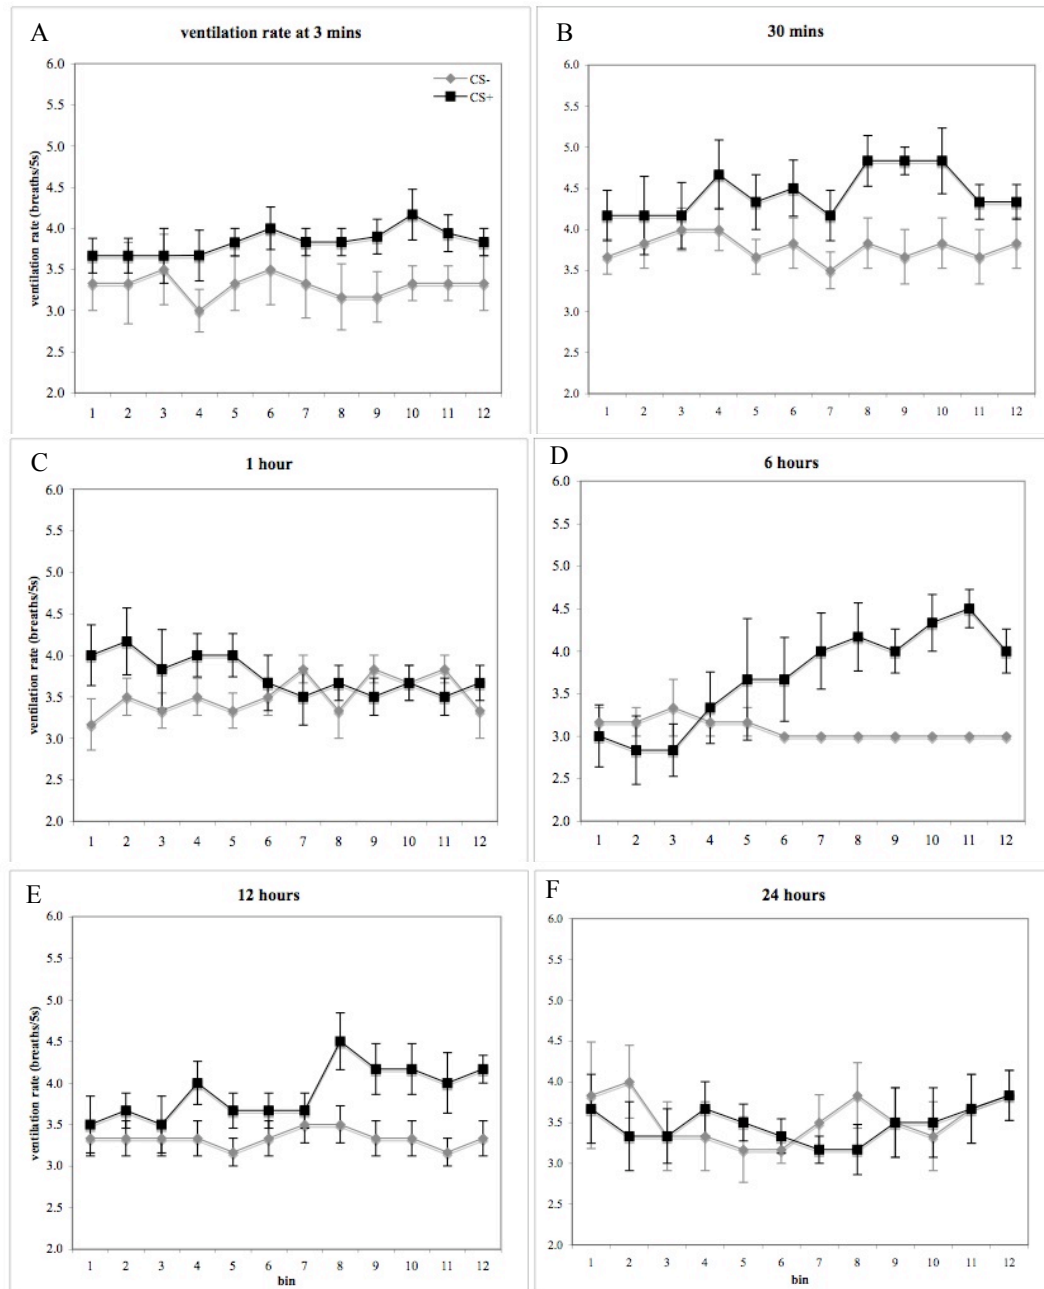 A
ventilation rate at 3 mins
CS-
CS+
ventilation rate (breaths/5s)
6.0
5.5
5.0
4.5
4.0
3.5
3.0
2.5
2.0
1 2 3 4 5 6 7 8 9 10 11 12
B
30 mins
6.0
5.5
5.0
4.5
4.0
3.5
3.0
2.5
2.0
1 2 3 4 5 6 7 8 9 10 11 12
C
1 hour
ventilation rate (breaths/5s)
6.0
5.5
5.0
4.5
4.0
3.5
3.0
2.5
2.0
1 2 3 4 5 6 7 8 9 10 11 12
D
6 hours
6.0
5.5
5.0
4.5
4.0
3.5
3.0
2.5
2.0
1 2 3 4 5 6 7 8 9 10 11 12
E
12 hours
ventilation rate (breaths/5s)
6.0
5.5
5.0
4.5
4.0
3.5
3.0
2.5
2.0
1 2 3 4 5 6 7 8 9 10 11 12
bin
F
24 hours
6.0
5.5
5.0
4.5
4.0
3.5
3.0
2.5
2.0
1 2 3 4 5 6 7 8 9 10 11 12
bin